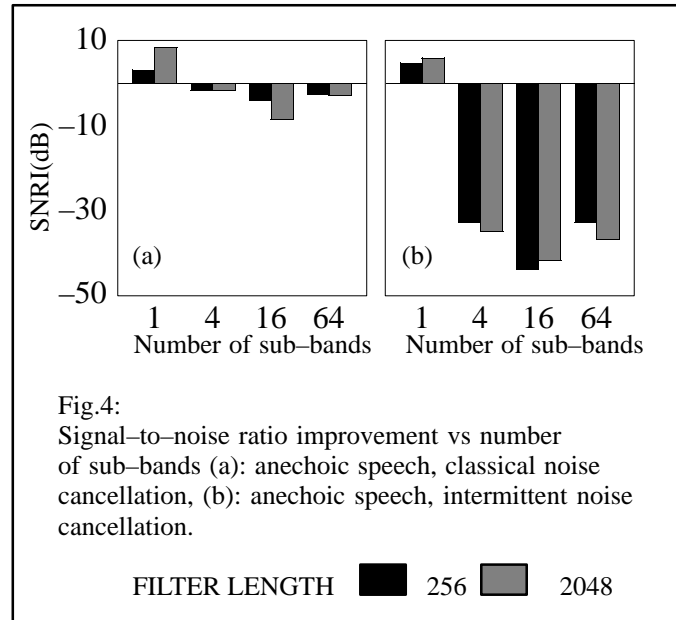 10
–10
–30
–50
SNRI(dB)
(a)
(b)
1 4 16 64 1 4 16 64
Number of sub–bands Number of sub–bands
Fig.4:
Signal–to–noise ratio improvement vs number
of sub–bands (a): anechoic speech, classical noise
cancellation, (b): anechoic speech, intermittent noise
cancellation.
FILTER LENGTH 256 2048